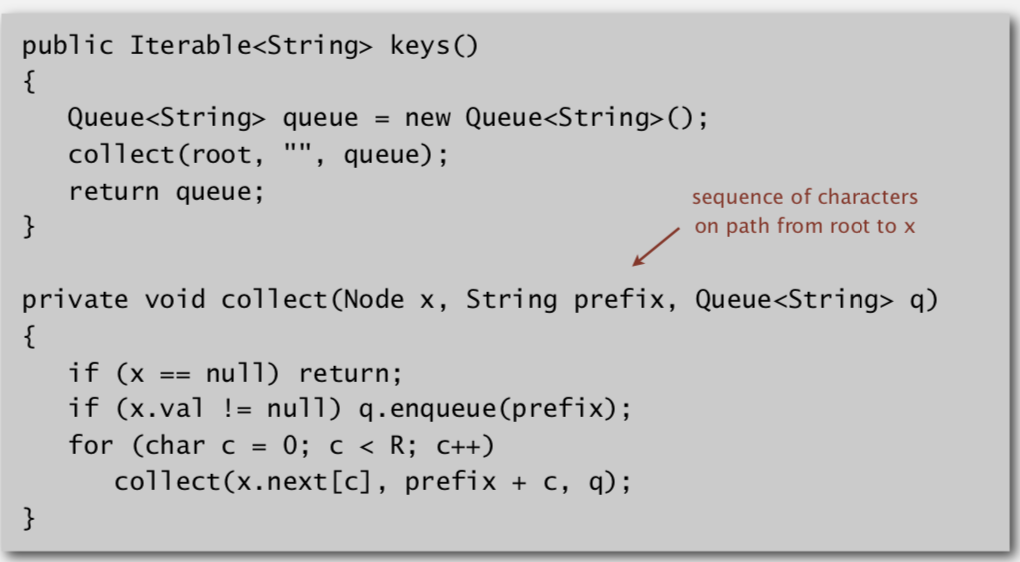 public Iterable<String> keys()
{
   Queue<String> queue = new Queue<String>();
   collect(root, "", queue);
   return queue;
}
sequence of characters
on path from root to x
private void collect(Node x, String prefix, Queue<String> q)
{
   if (x == null) return;
   if (x.val != null) q.enqueue(prefix);
   for (char c = 0; c < R; c++)
      collect(x.next[c], prefix + c, q);
}